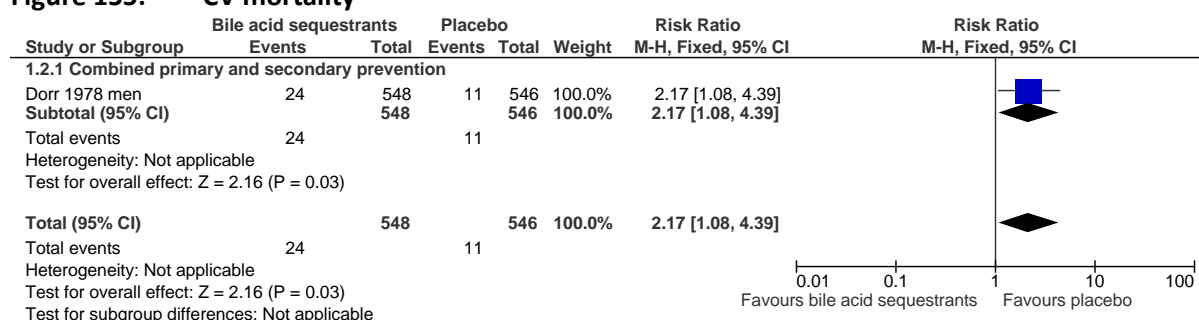 Figure 155: CV mortality
Bile acid sequestrants Placebo Risk Ratio Risk Ratio
Study or Subgroup Events Total Events Total Weight M-H, Fixed, 95% CI M-H, Fixed, 95% CI
1.2.1 Combined primary and secondary prevention
Dorr 1978 men 24 548 11 546 100.0% 2.17 [1.08, 4.39]
Subtotal (95% CI) 548 546 100.0% 2.17 [1.08, 4.39]
Total events 24 11
Heterogeneity: Not applicable
Test for overall effect: Z = 2.16 (P = 0.03)
Total (95% CI) 548 546 100.0% 2.17 [1.08, 4.39]
Total events 24 11
Heterogeneity: Not applicable
Test for overall effect: Z = 2.16 (P = 0.03)
Test for subgroup differences: Not applicable
0.01 0.1 1 10 100
Favours bile acid sequestrants Favours placebo